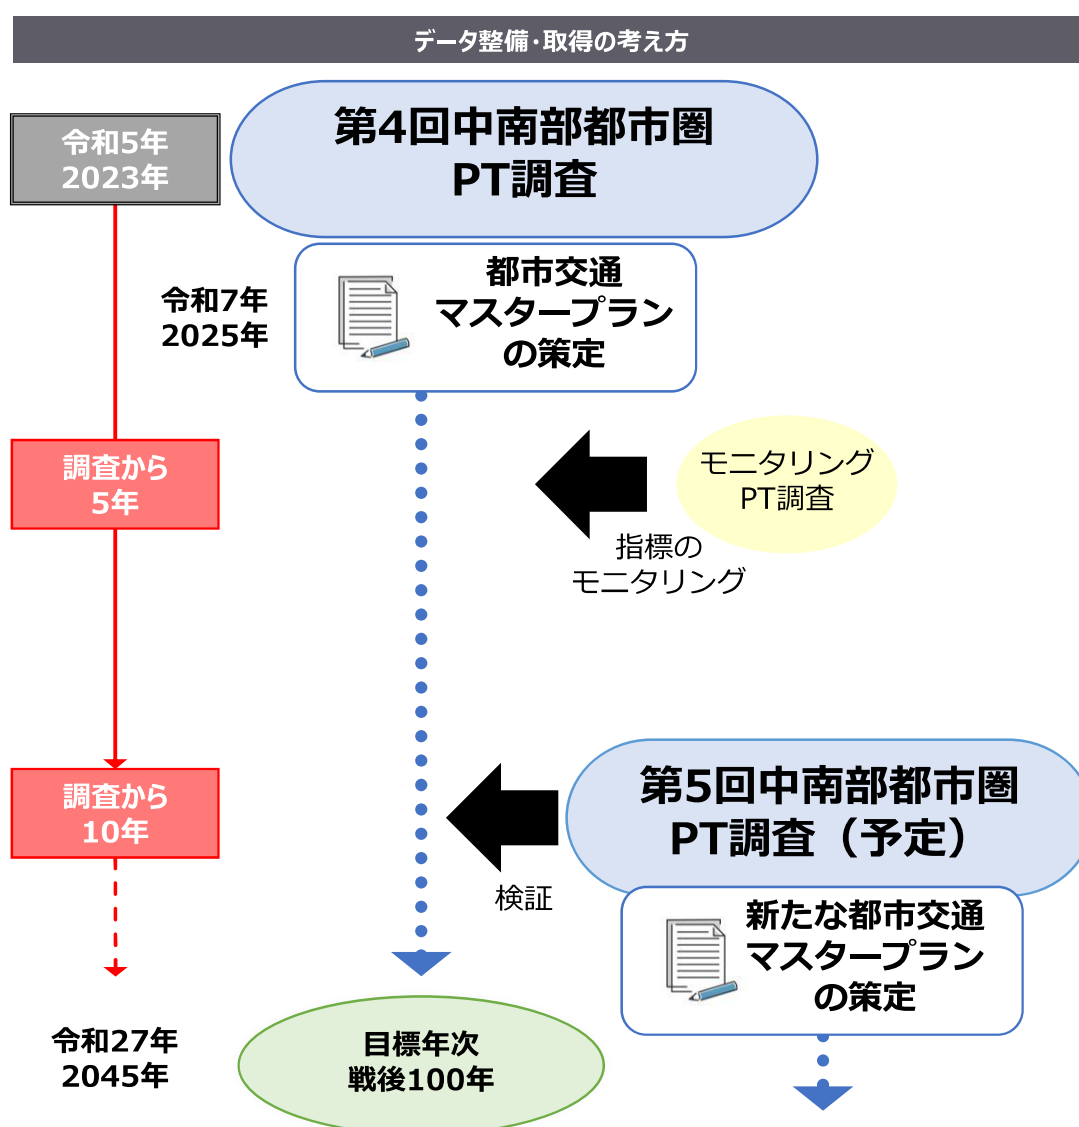 データ整備・取得の考え方
令和5年
2023年
第4回中南部都市圏
PT調査
令和7年
2025年
都市交通
マスタープラン
の策定
調査から
5年
モニタリング
PT調査
指標の
モニタリング
調査から
10年
第5回中南部都市圏
PT調査（予定）
検証
新たな都市交通
マスタープラン
の策定
令和27年
2045年
目標年次
戦後100年